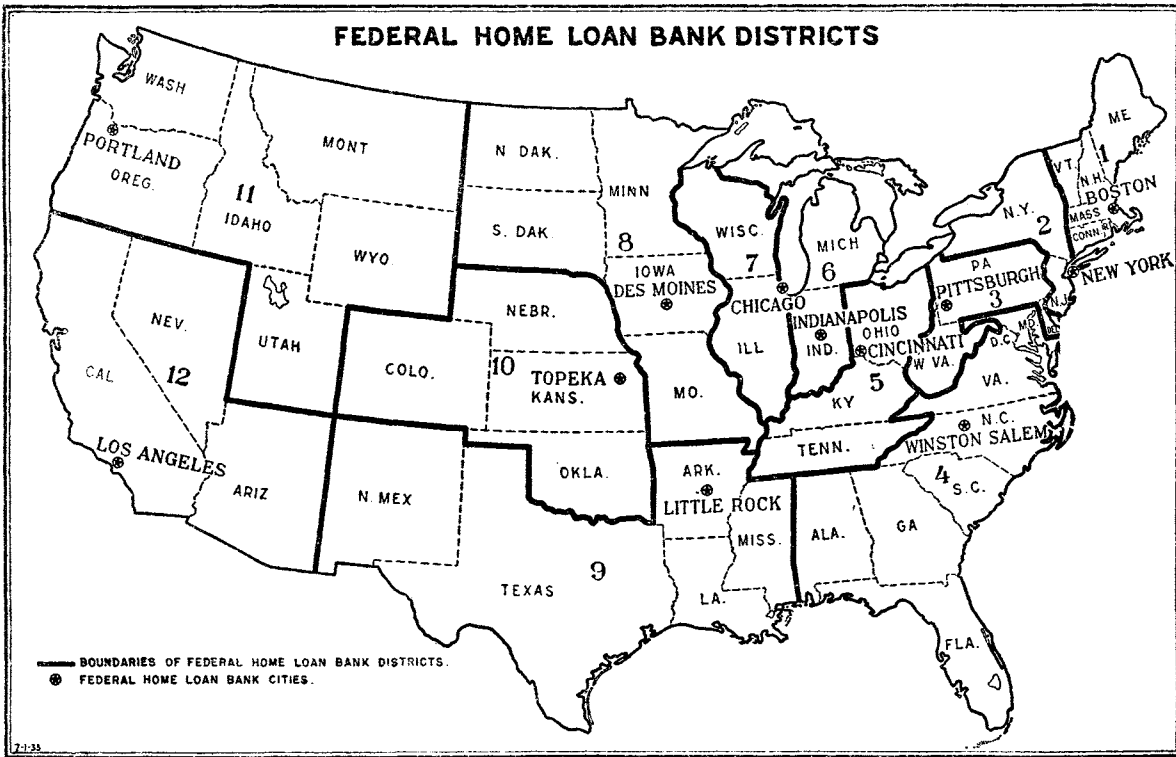 FEDERAL HOME LOAN BANK DISTRICTS
WASH
PORTLAND
OREG.
11
IDAHO
MONT
WYO.
N DAK.
S. DAK.
MINN
8
IOWA
DES MOINES
WISC.
7
CHICAGO
ILL
MICH
6
INDIANAPOLIS
IND.
OHIO
CINCINNATI
5
KY
TENN.
W VA.
PA
PITTSBURGH
3
N.J.
DEL
N.Y.
2
NEW YORK
ME
1
VT.
N H.
BOSTON
MASS
CONN.
R I
MD.
D.C.
VA.
N.C.
WINSTON SALEM
4
S.C.
GA
ALA.
FLA.
NEV.
CAL
12
LOS ANGELES
ARIZ
UTAH
COLO.
NEBR.
10
TOPEKA
KANS.
MO.
OKLA.
ARK.
LITTLE ROCK
MISS.
LA.
N. MEX
TEXAS
9
BOUNDARIES OF FEDERAL HOME LOAN BANK DISTRICTS.
FEDERAL HOME LOAN BANK CITIES.